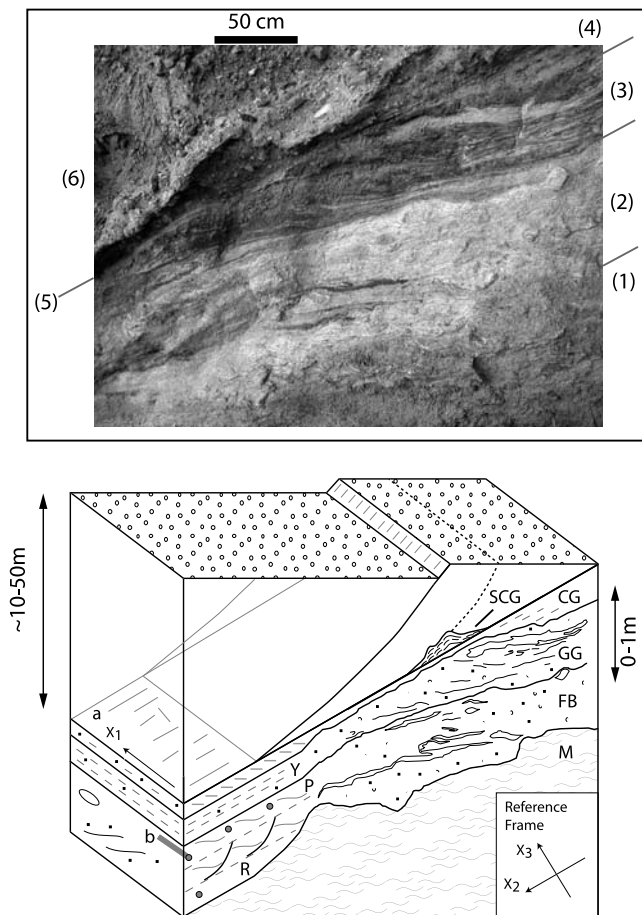 50 cm
(4)
(3)
(6)
(2)
(5)
(1)
~10-50m
SCG
CG
0-1m
GG
FB
a
X1
Y
M
P
b
R
Reference
Frame
X3
X2